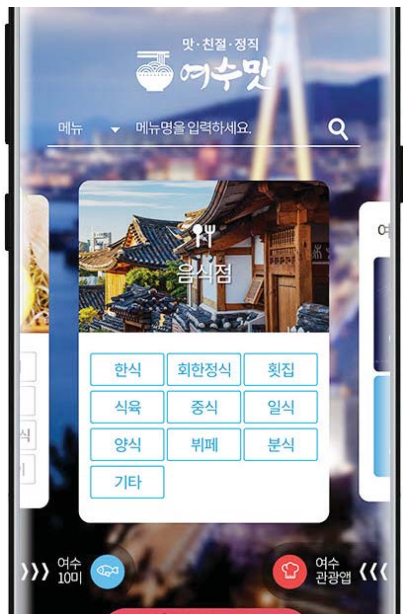 맛·친절·정직
여수맛
메뉴 메뉴명을 입력하세요.
음식점
한식 회한정식 횟집
식육 중식 일식
양식 뷔페 분식
기타
여수
10미
여수
관광앱